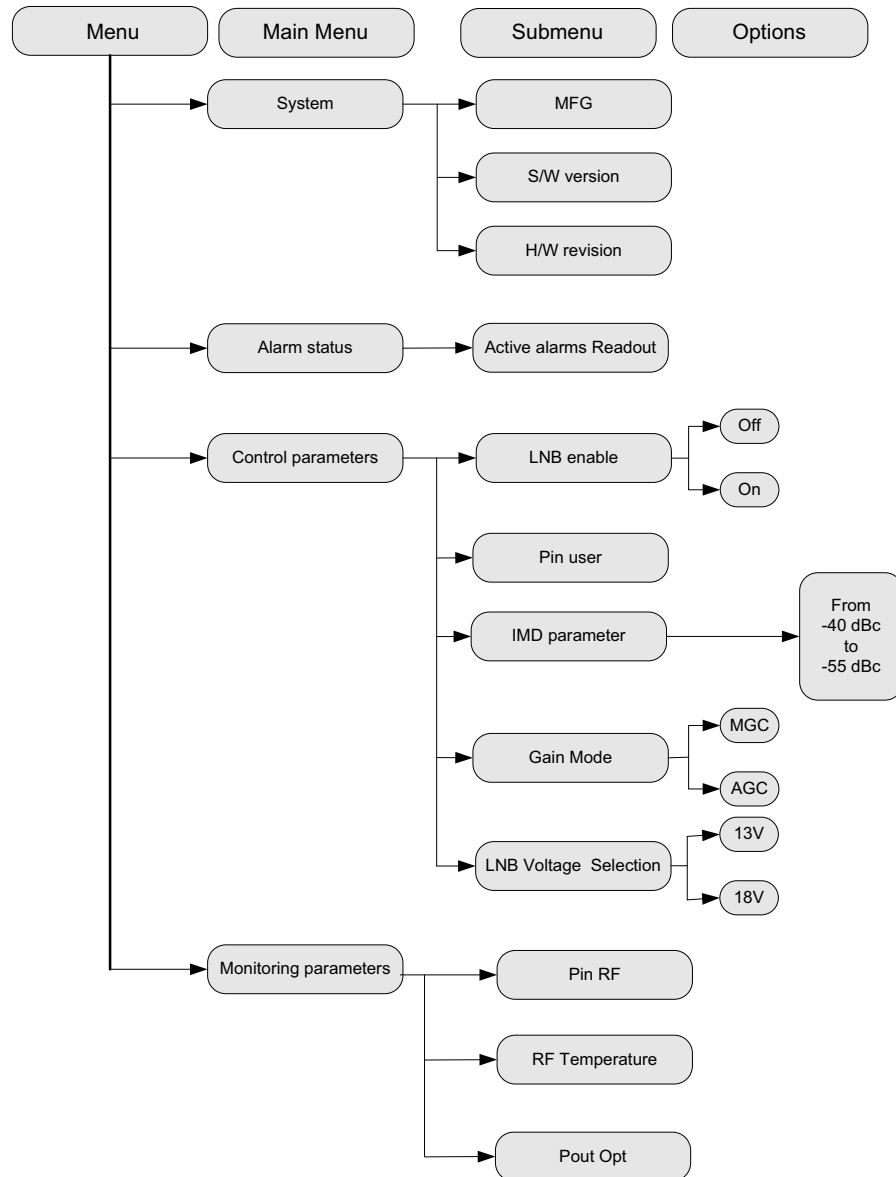 Menu
Main Menu
Submenu
Options
System
MFG
S/W version
H/W revision
Alarm status
Active alarms Readout
Control parameters
LNB enable
Off
On
Pin user
IMD parameter
From
-40 dBc
to
-55 dBc
Gain Mode
MGC
AGC
LNB Voltage  Selection
13V
18V
Monitoring parameters
Pin RF
RF Temperature
Pout Opt